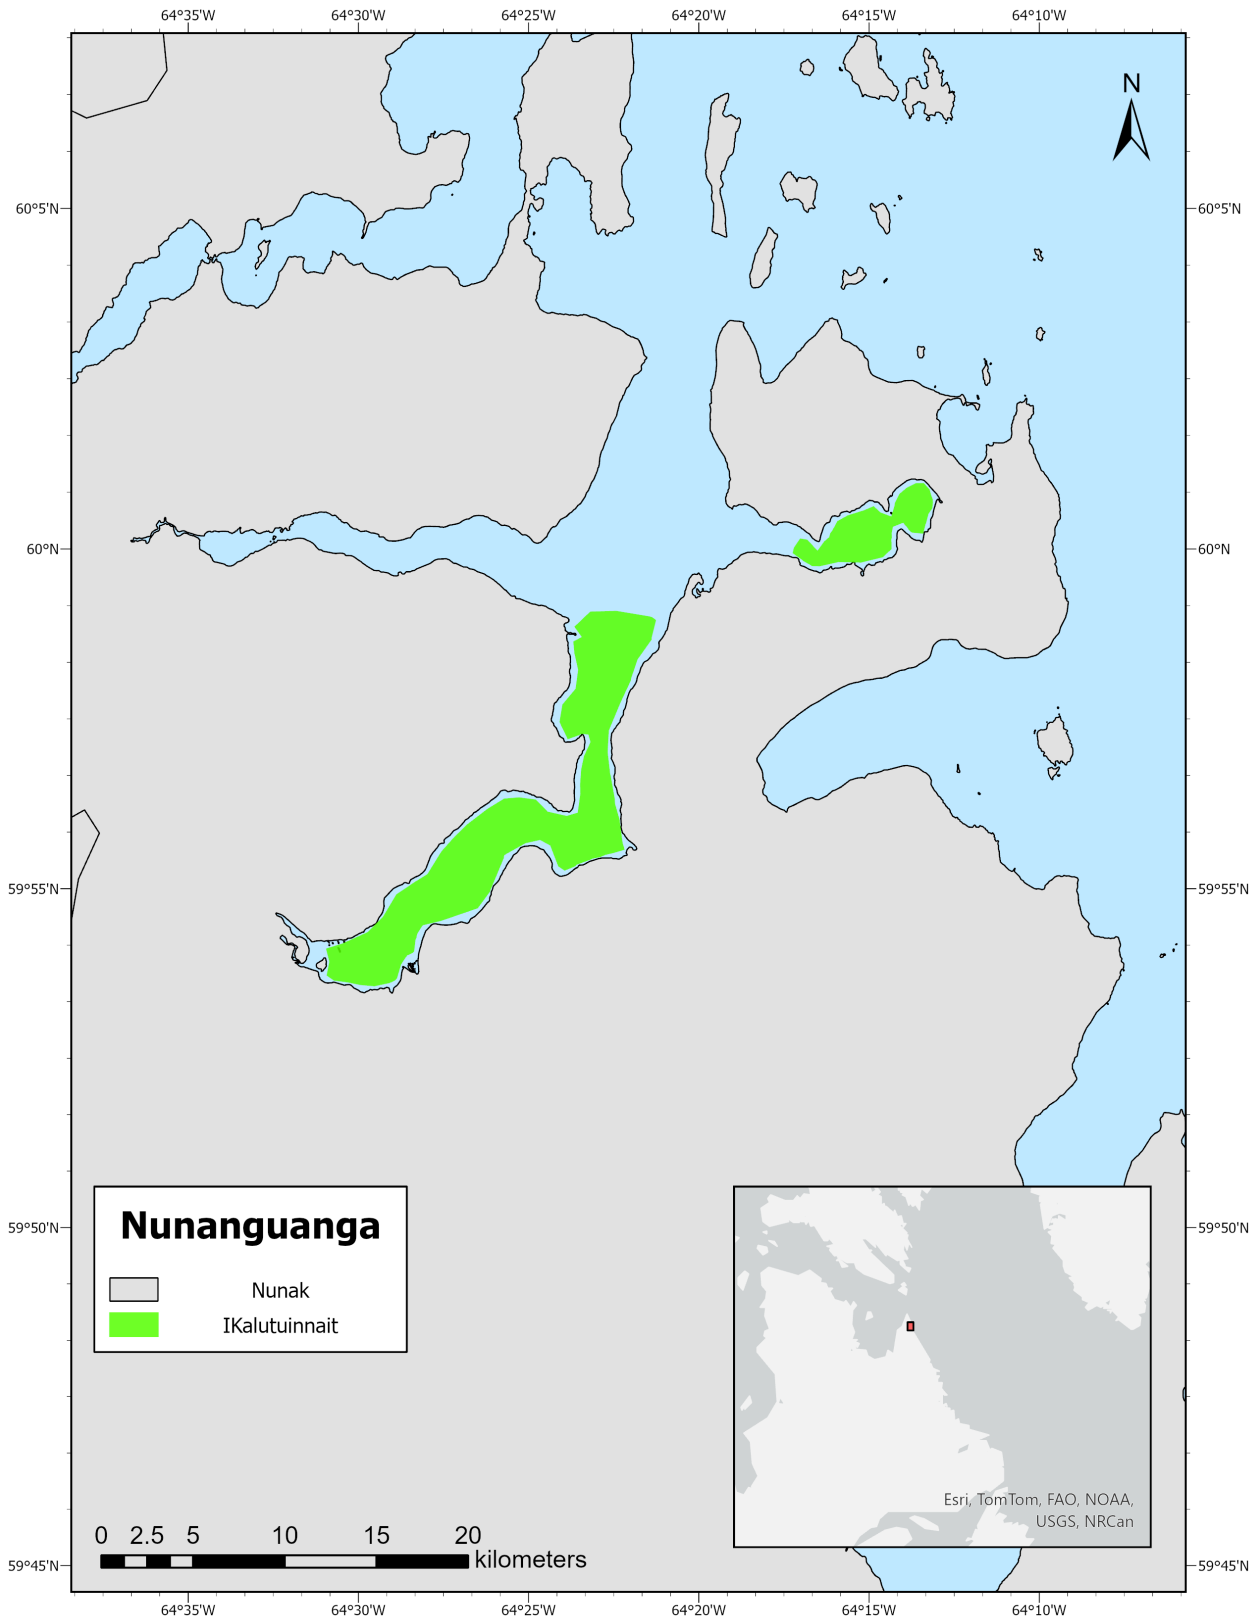 64°35'W 64°30'W 64°25'W 64°20'W 64°15'W 64°10'W
N
60°5'N 60°5'N
60°N 60°N
59°55'N 59°55'N
59°50'N 59°50'N
Nunanguanga
Nunak
IKalutuinnait
Esri, TomTom, FAO, NOAA,
USGS, NRCan
0 2.5 5 10 15 20
kilometers
59°45'N 59°45'N
64°35'W 64°30'W 64°25'W 64°20'W 64°15'W 64°10'W